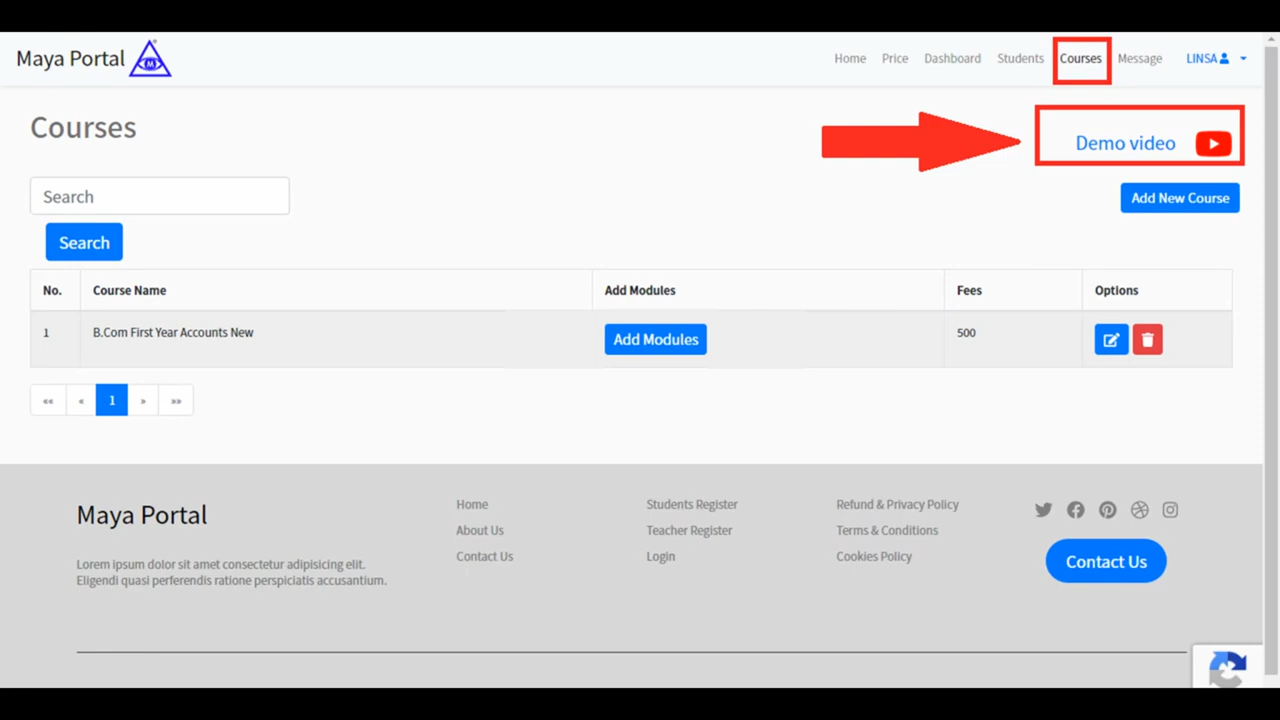 Maya Portal
M
Home Price Dashboard Students Courses Message LINSA
Courses
Demo video
Search
Add New Course
Search
No. Course Name Add Modules Fees Options
1 B.Com First Year Accounts New Add Modules 500
«« « 1 » »»
Maya Portal
Lorem ipsum dolor sit amet consectetur adipisicing elit.
Eligendi quasi perferendis ratione perspiciatis accusantium.
Home
About Us
Contact Us
Students Register
Teacher Register
Login
Refund & Privacy Policy
Terms & Conditions
Cookies Policy
Contact Us